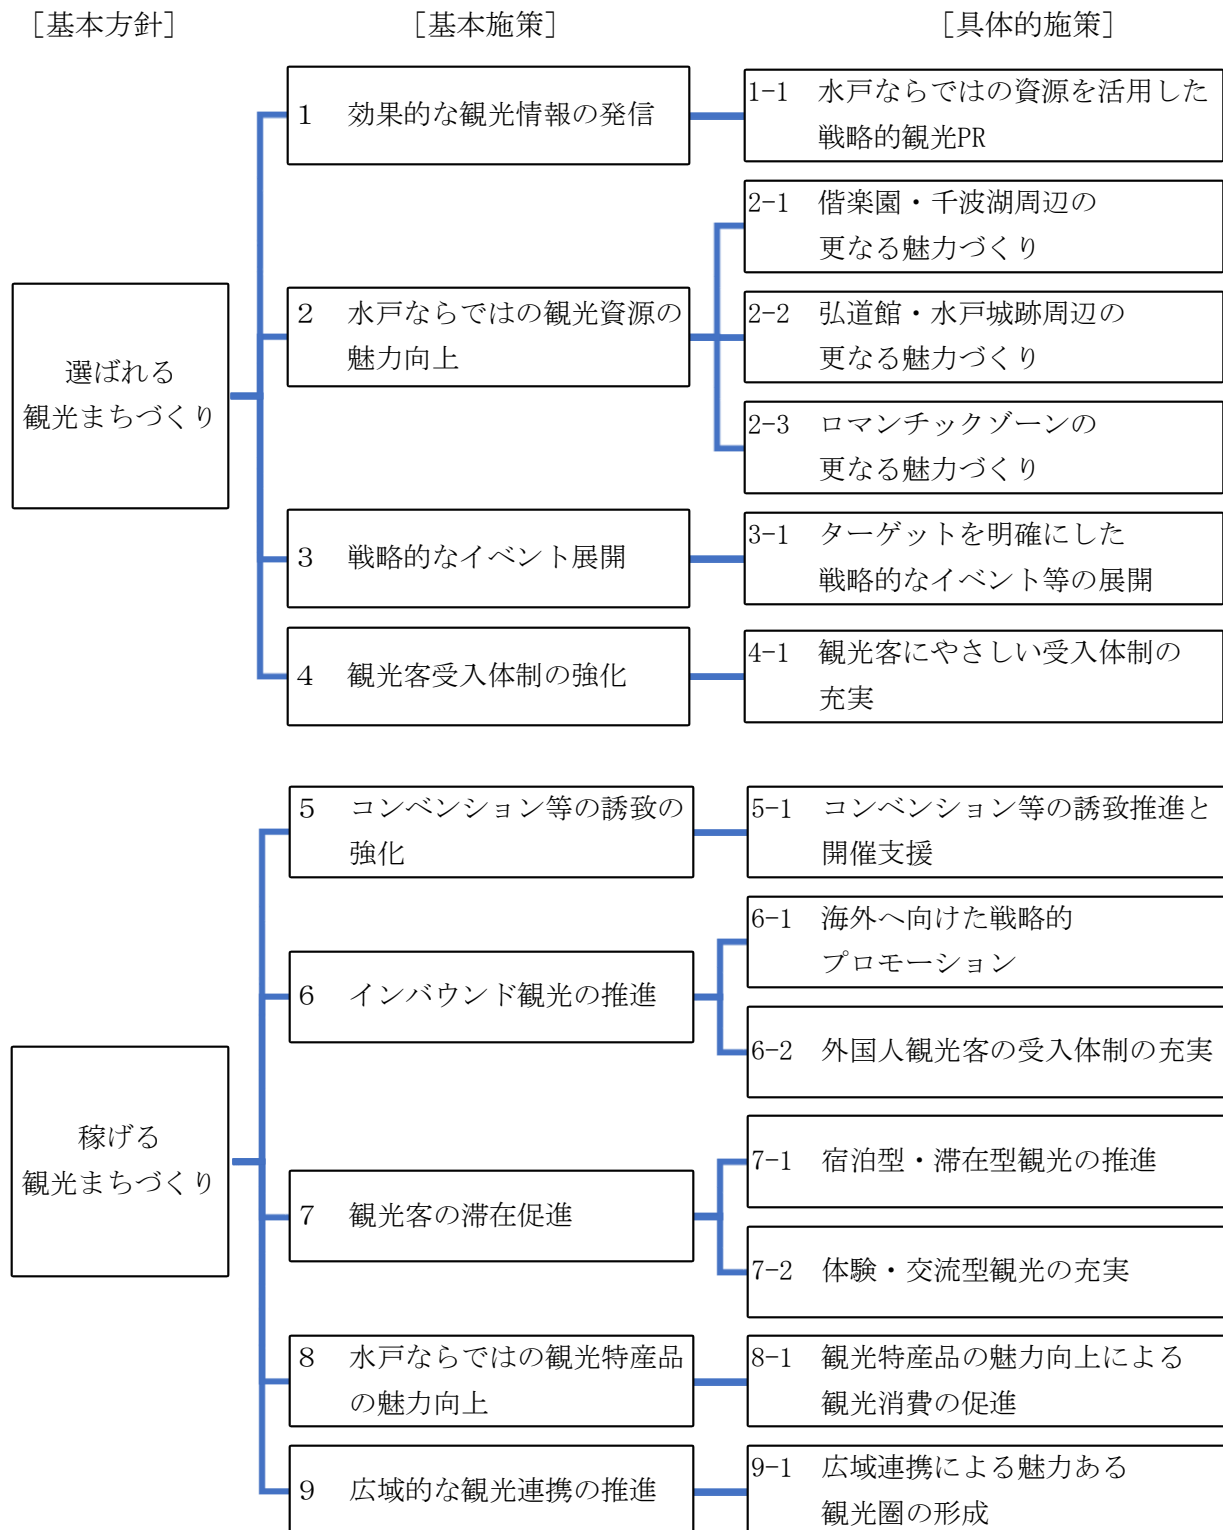 ［基本方針］
［基本施策］
［具体的施策］
選ばれる
観光まちづくり
1　効果的な観光情報の発信
1-1　水戸ならではの資源を活用した
戦略的観光PR
2　水戸ならではの観光資源の
魅力向上
2-1　偕楽園・千波湖周辺の
更なる魅力づくり
2-2　弘道館・水戸城跡周辺の
更なる魅力づくり
2-3　ロマンチックゾーンの
更なる魅力づくり
3　戦略的なイベント展開
3-1　ターゲットを明確にした
戦略的なイベント等の展開
4　観光客受入体制の強化
4-1　観光客にやさしい受入体制の
充実
稼げる
観光まちづくり
5　コンベンション等の誘致の
強化
5-1　コンベンション等の誘致推進と
開催支援
6　インバウンド観光の推進
6-1　海外へ向けた戦略的
プロモーション
6-2　外国人観光客の受入体制の充実
7　観光客の滞在促進
7-1　宿泊型・滞在型観光の推進
7-2　体験・交流型観光の充実
8　水戸ならではの観光特産品
の魅力向上
8-1　観光特産品の魅力向上による
観光消費の促進
9　広域的な観光連携の推進
9-1　広域連携による魅力ある
観光圏の形成